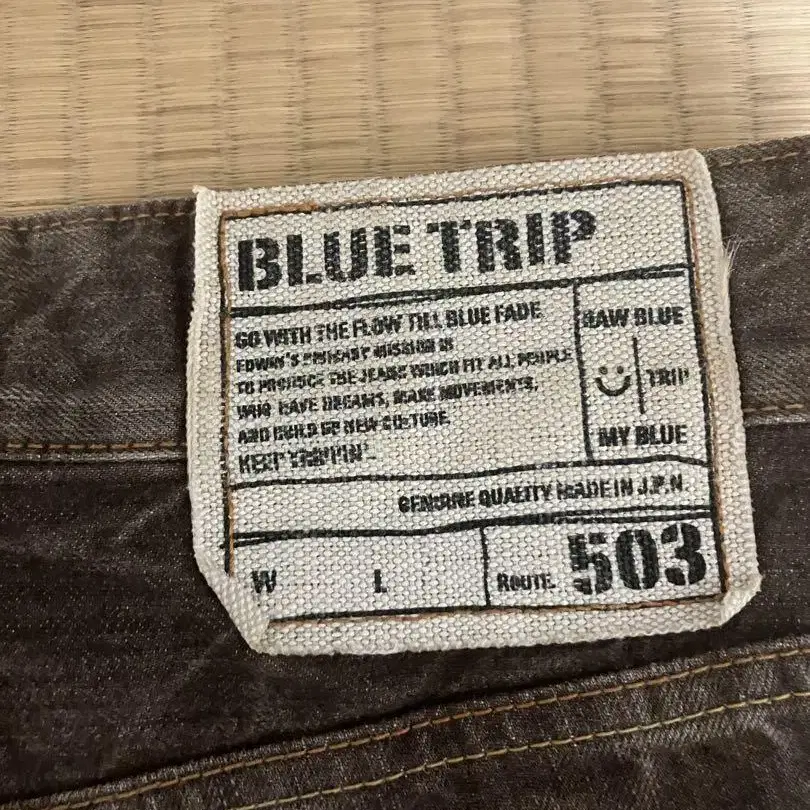 BLUE TRIP
GO WITH THE FLOW TILL BLUE FADE
EDWIN'S PRIMARY MISSION IS
TO PRODUCE THE JEANS WHICH FIT ALL PEOPLE
WHO HAVE DREAMS, MAKE MOVEMENTS,
AND BUILD UP NEW CULTURE.
KEEP TRIPPIN'
RAW BLUE
TRIP
MY BLUE
GENUINE QUALITY MADE IN J.P.N.
W L
ROUTE. 503